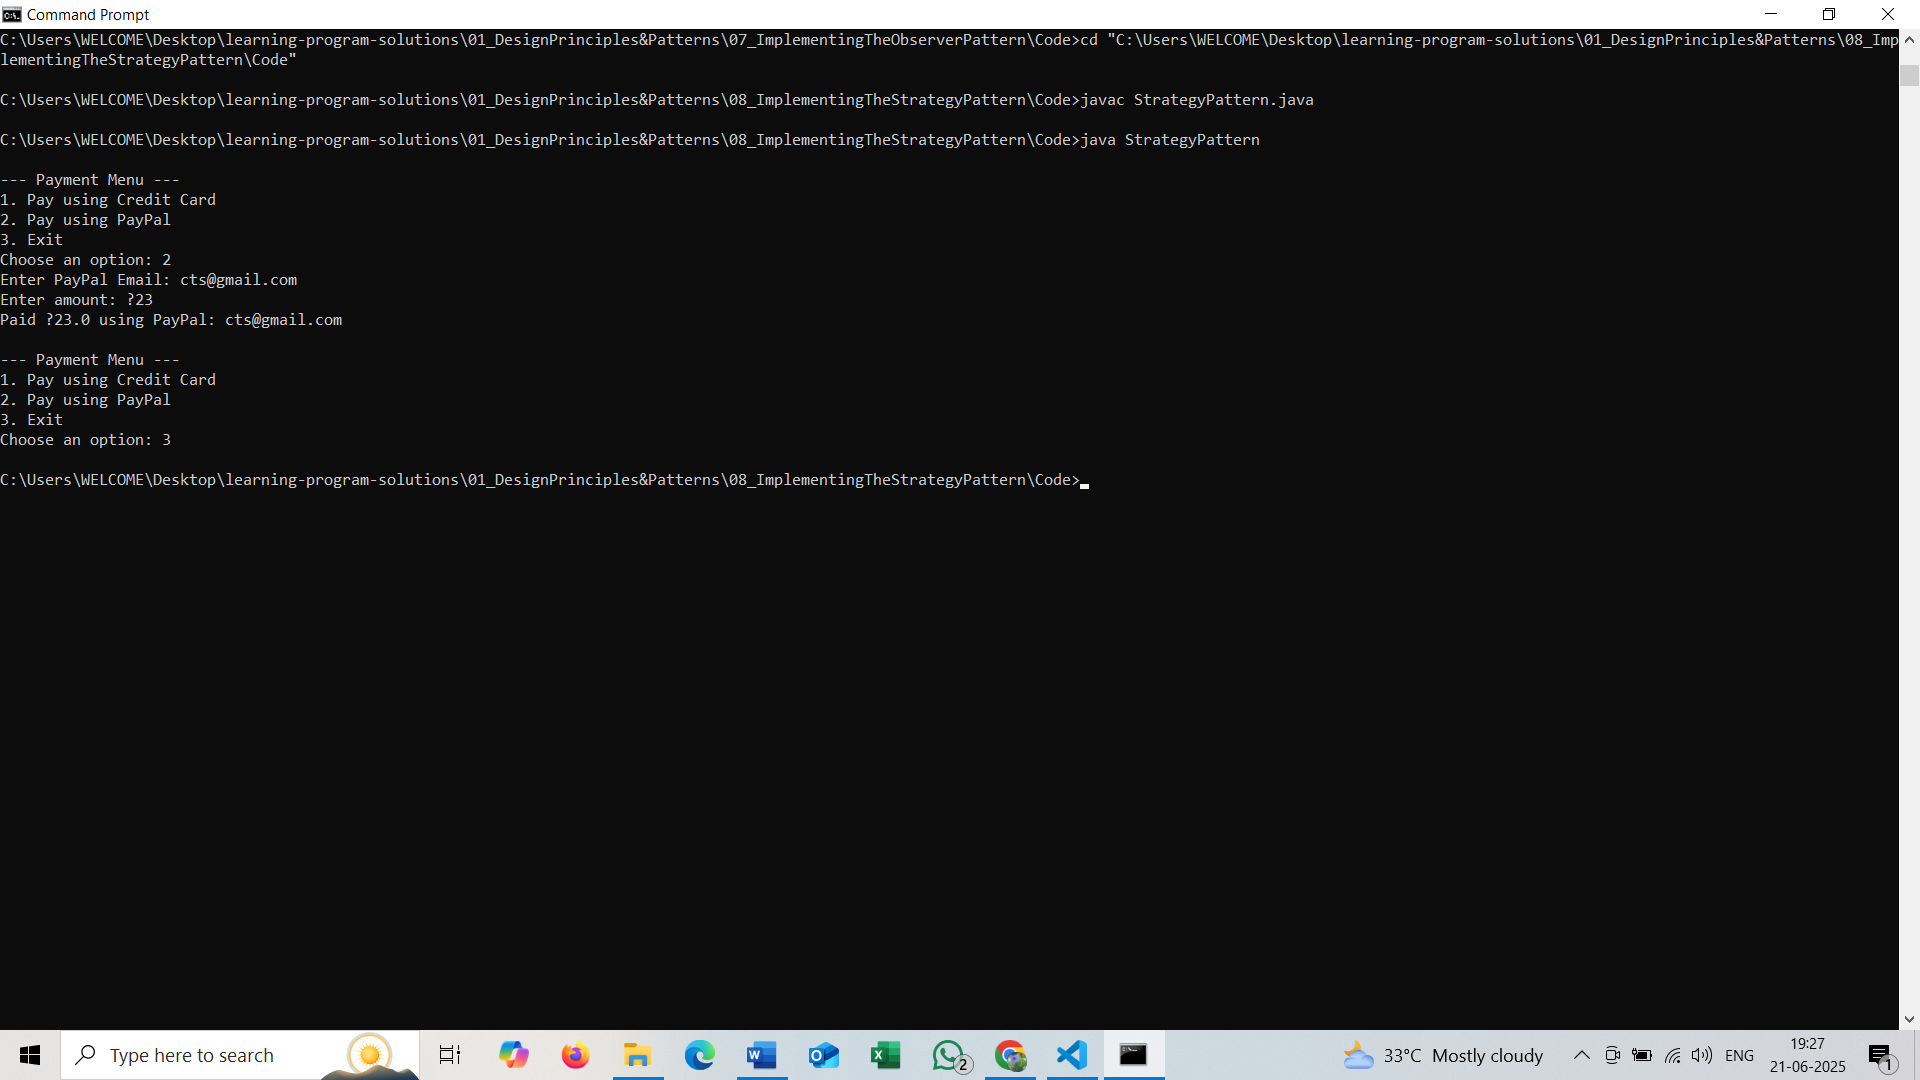 Command Prompt
C:\Users\WELCOME\Desktop\learning-program-solutions\01_DesignPrinciples&Patterns\07_ImplementingTheObserverPattern\Code>cd "C:\Users\WELCOME\Desktop\learning-program-solutions\01_DesignPrinciples&Patterns\08_Imp
lementingTheStrategyPattern\Code"
C:\Users\WELCOME\Desktop\learning-program-solutions\01_DesignPrinciples&Patterns\08_ImplementingTheStrategyPattern\Code>javac StrategyPattern.java
C:\Users\WELCOME\Desktop\learning-program-solutions\01_DesignPrinciples&Patterns\08_ImplementingTheStrategyPattern\Code>java StrategyPattern
--- Payment Menu ---
1. Pay using Credit Card
2. Pay using PayPal
3. Exit
Choose an option: 2
Enter PayPal Email: cts@gmail.com
Enter amount: ?23
Paid ?23.0 using PayPal: cts@gmail.com
--- Payment Menu ---
1. Pay using Credit Card
2. Pay using PayPal
3. Exit
Choose an option: 3
C:\Users\WELCOME\Desktop\learning-program-solutions\01_DesignPrinciples&Patterns\08_ImplementingTheStrategyPattern\Code>
Type here to search
2
33°C Mostly cloudy
ENG
19:27
21-06-2025
1